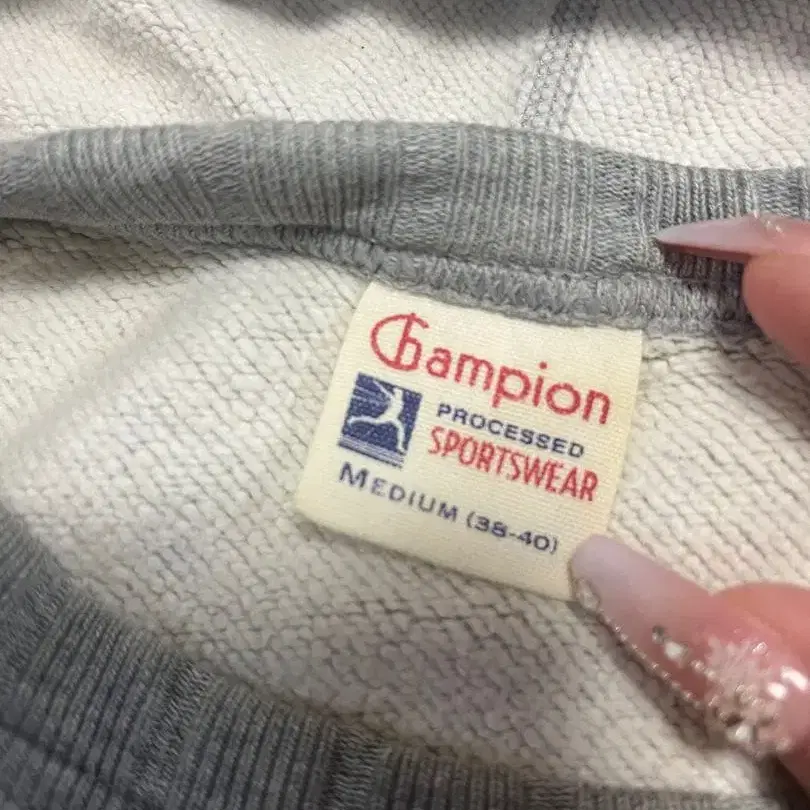 Champion
PROCESSED
SPORTSWEAR
MEDIUM (38-40)